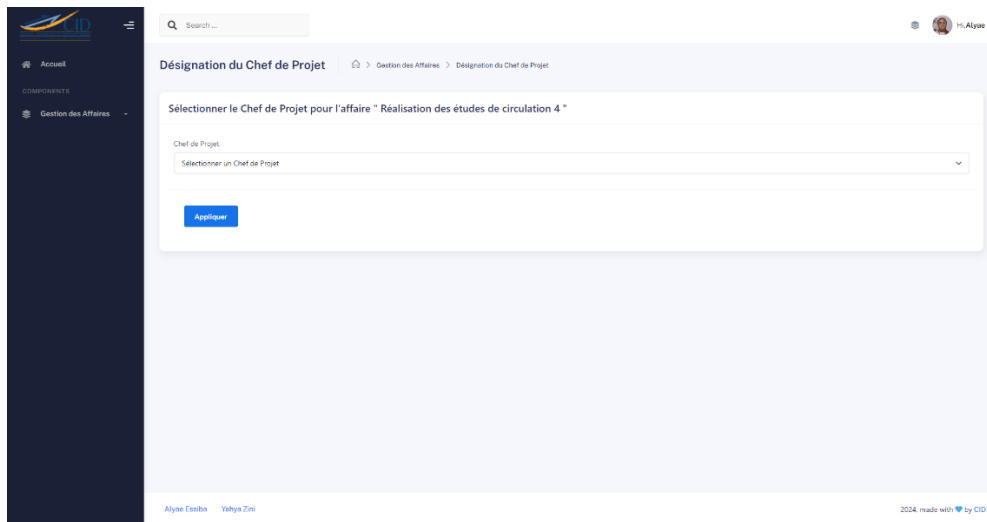 CID
Search ...
Hi, Alyae
Accueil
COMPONENTS
Gestion des Affaires
Désignation du Chef de Projet
> Gestion des Affaires > Désignation du Chef de Projet
Sélectionner le Chef de Projet pour l'affaire " Réalisation des études de circulation 4 "
Chef de Projet
Sélectionner un Chef de Projet
Appliquer
Alyae Essiba Yahya Zini
2024, made with 💙 by CID